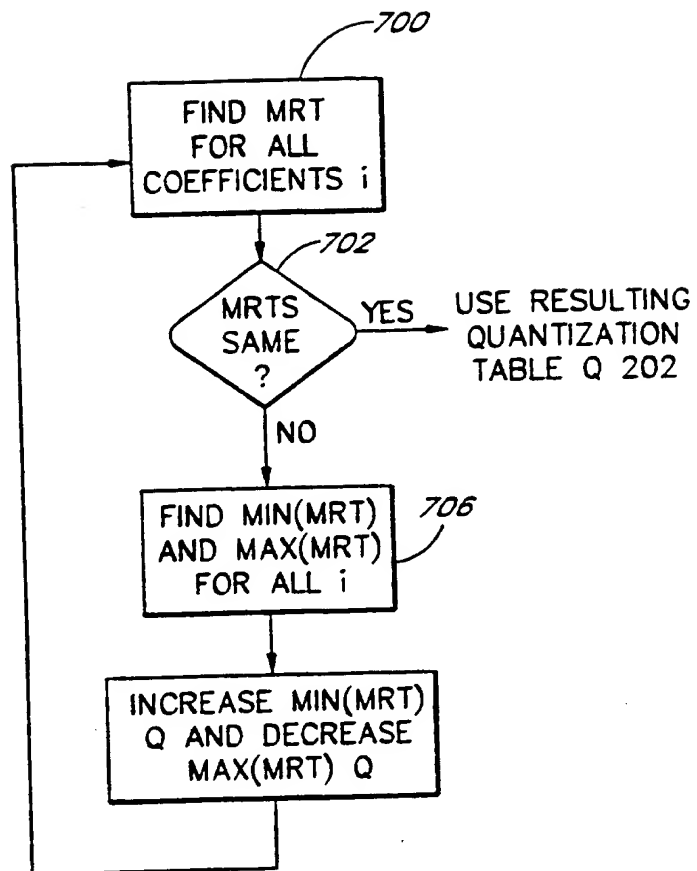 700
FIND MRT
FOR ALL
COEFFICIENTS i
702
MRTS
SAME
?
YES
USE RESULTING
QUANTIZATION
TABLE Q 202
NO
FIND MIN(MRT)
AND MAX(MRT)
FOR ALL i
706
INCREASE MIN(MRT)
Q AND DECREASE
MAX(MRT) Q